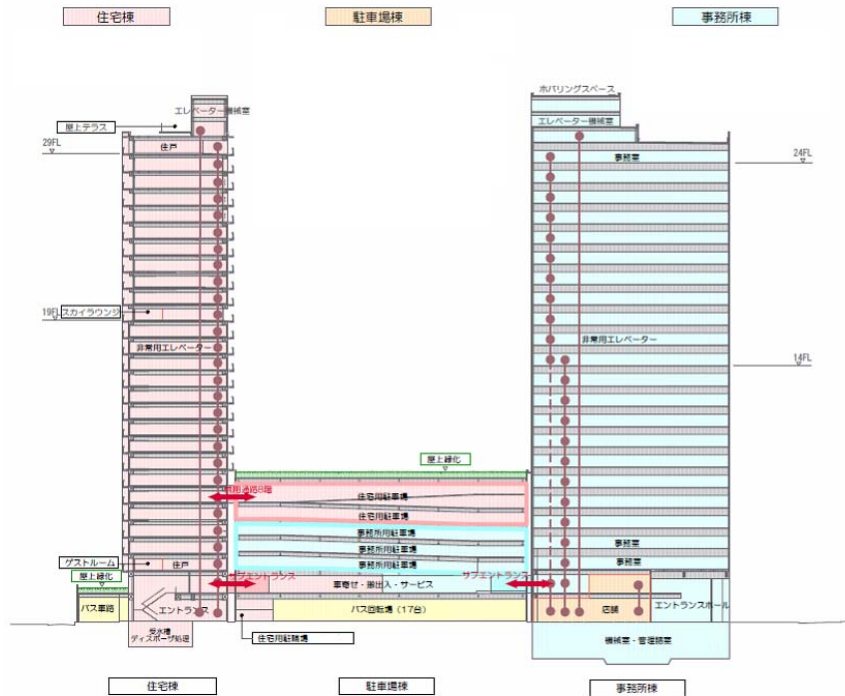 住宅棟
駐車場棟
事務所棟
ホバリングスペース
エレベーター機械室
エレベーター機械室
屋上テラス
29FL
住戸
事務室
24FL
19FL
スカイラウンジ
非常用エレベーター
非常用エレベーター
14FL
屋上緑化
住宅用駐車場
住宅用駐車場
事務所用駐車場
事務所用駐車場
事務所用駐車場
事務室
事務室
ゲストルーム
住戸
屋上緑化
サブエントランス
車寄せ・搬出入・サービス
サブエントランス
バス車路
エントランス
バス回転場（17台）
店舗
エントランスホール
受水槽
ディスポーザ処理
住宅用駐輪場
機械室・管理諸室
住宅棟
駐車場棟
事務所棟